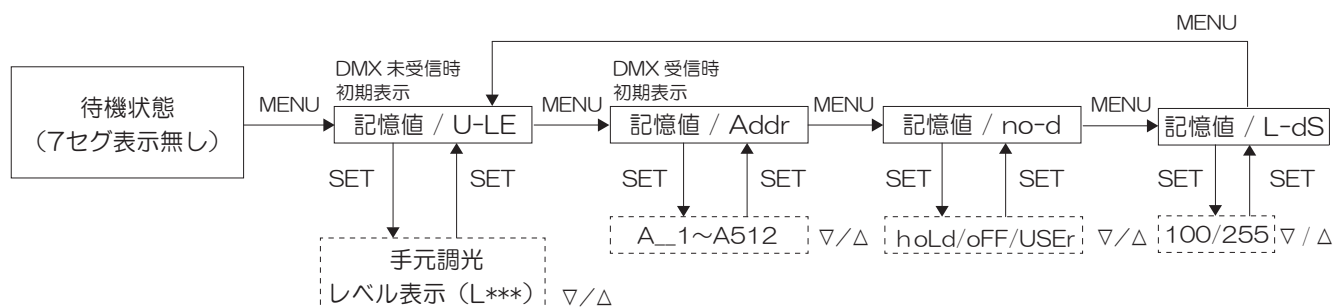 MENU
DMX 未受信時
初期表示
DMX 受信時
初期表示
待機状態
(7セグ表示無し)
MENU
記憶値 / U-LE
MENU
記憶値 / Addr
MENU
記憶値 / no-d
MENU
記憶値 / L-dS
SET
SET
SET
SET
SET
SET
SET
SET
手元調光
レベル表示(L***)
▽/△
A__1~A512
▽/△
hoLd/oFF/USEr
▽/△
100/255
▽ / △